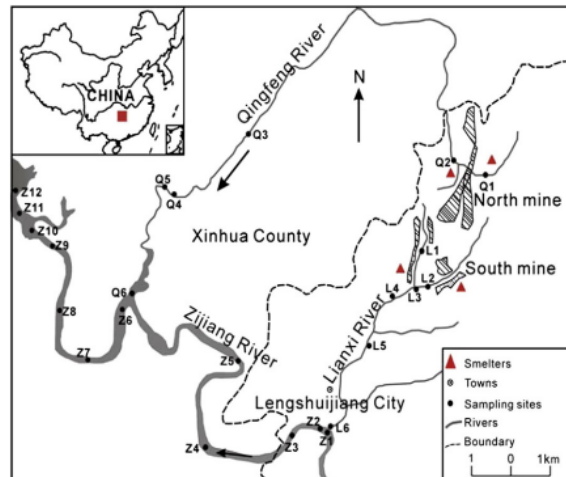 CHINA
Qingfeng River
N
Q3
Q2
Q1
North mine
Q5
Q4
Z12
Z11
Z10
Z9
Xinhua County
L1
South mine
L2
L3
L4
Q6
Z6
Z8
Z7
Zijiang River
Z5
Lianxi River
L5
Lengshuijiang City
L6
Z2
Z1
Z3
Z4
Smelters
Towns
Sampling sites
Rivers
Boundary
1 0 1km